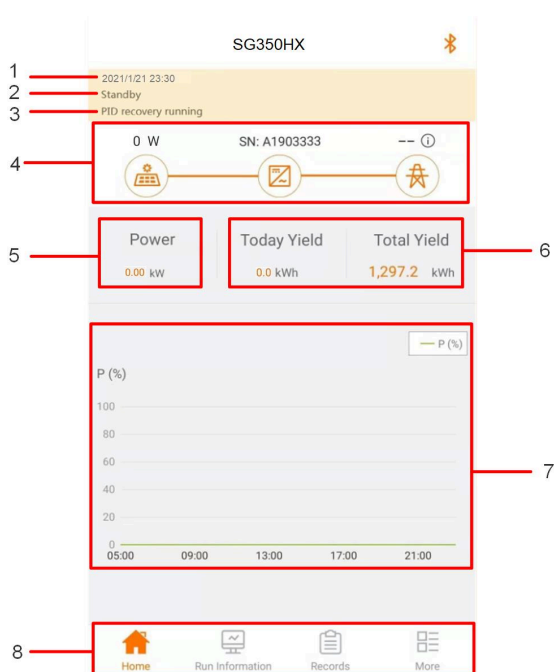 SG350HX
1
2021/1/21 23:30
2
Standby
3
PID recovery running
4
0 W SN: A1903333 --
5
Power Today Yield Total Yield
6
0.00 kW 0.0 kWh 1,297.2 kWh
P (%)
P (%)
100
80
60
40
20
0
7
05:00 09:00 13:00 17:00 21:00
8
Home Run Information Records More